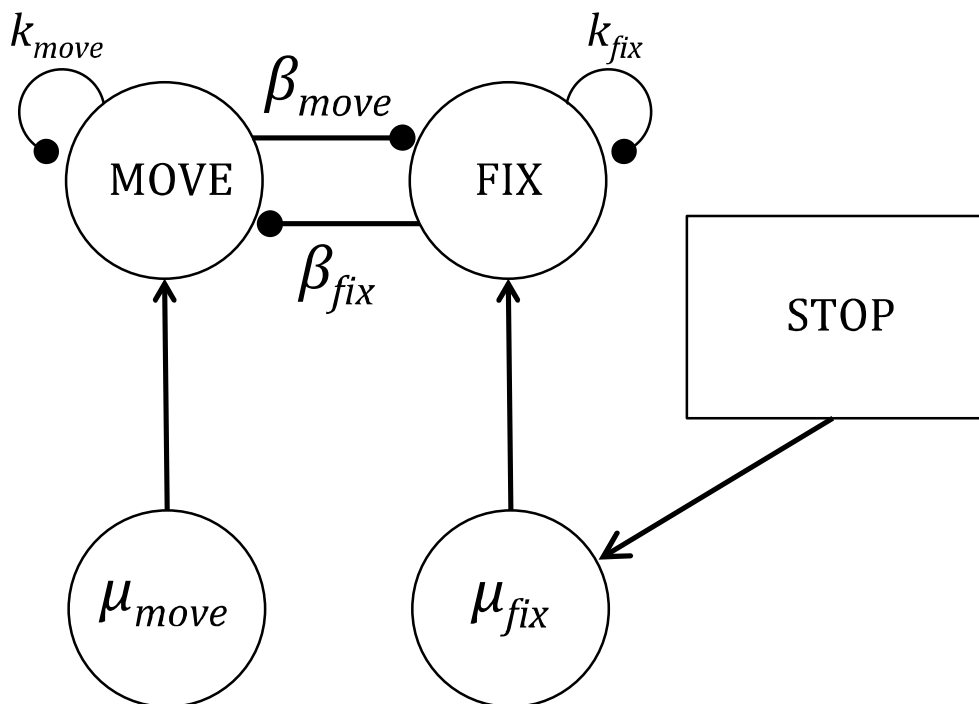 k_move
k_fix
β_move
MOVE
FIX
β_fix
STOP
μ_move
μ_fix